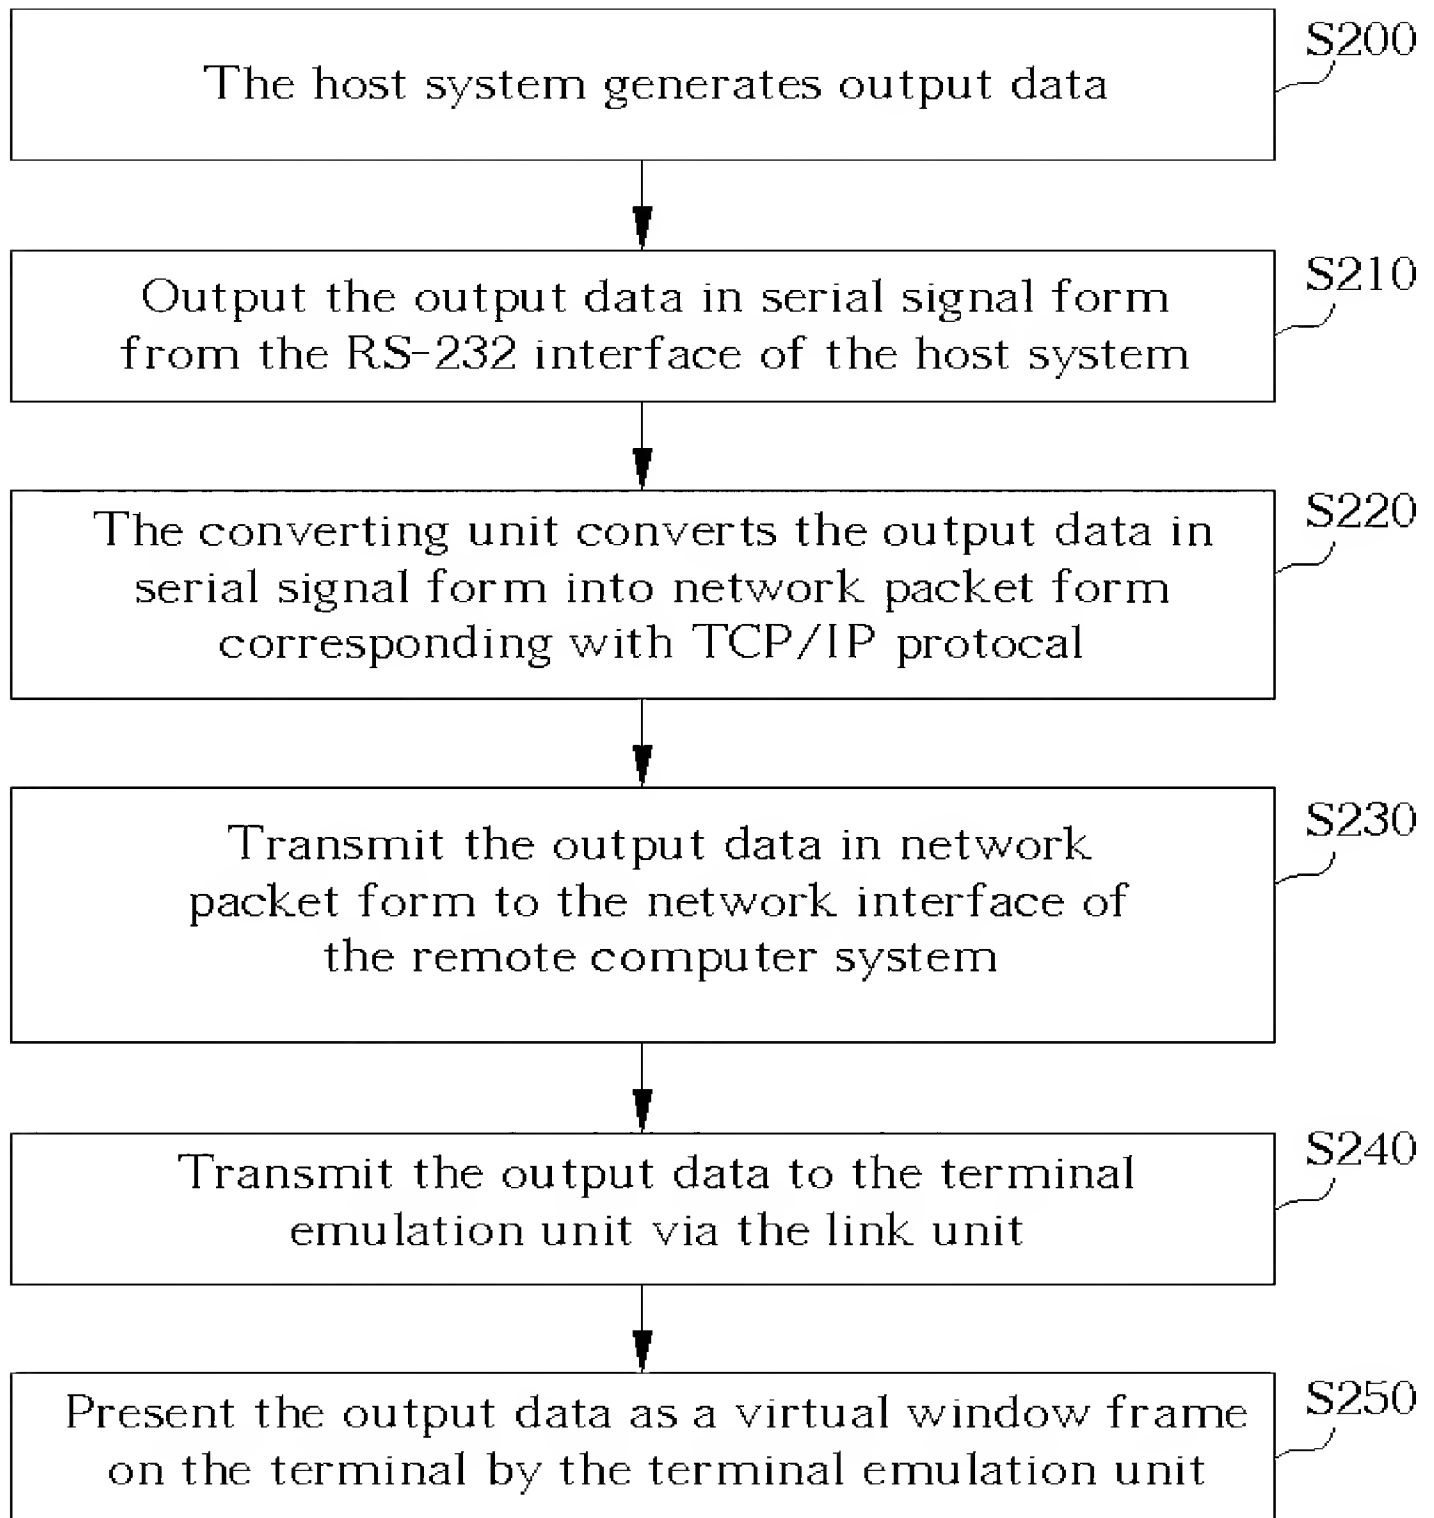 The host system generates output data
S200
Output the output data in serial signal form
from the RS-232 interface of the host system
S210
The converting unit converts the output data in
serial signal form into network packet form
corresponding with TCP/IP protocal
S220
Transmit the output data in network
packet form to the network interface of
the remote computer system
S230
Transmit the output data to the terminal
emulation unit via the link unit
S240
Present the output data as a virtual window frame
on the terminal by the terminal emulation unit
S250